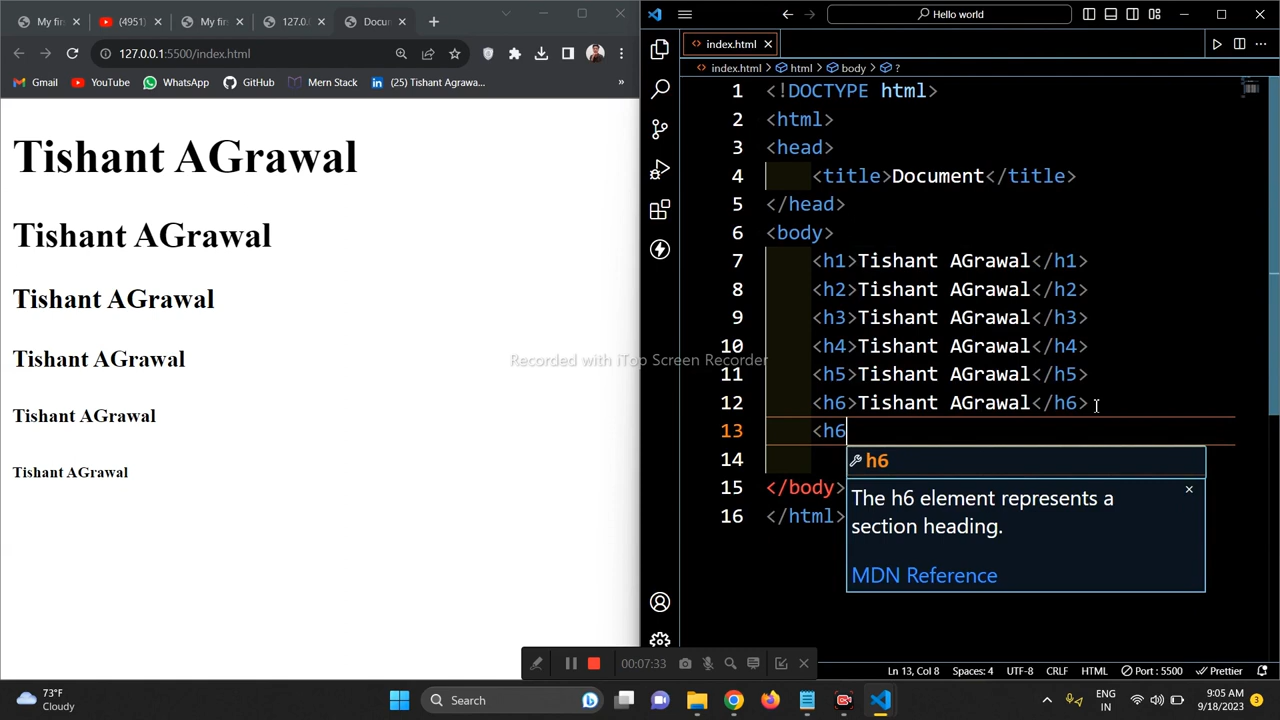 My fi
(4951)
My fi
127.0
Docu
127.0.0.1:5500/index.html
Gmail
YouTube
WhatsApp
GitHub
Mern Stack
(25) Tishant Agrawa...
»
Tishant AGrawal
Tishant AGrawal
Tishant AGrawal
Tishant AGrawal
Tishant AGrawal
Tishant AGrawal
Recorded with iTop Screen Recorder
Hello world
index.html
index.html > html > body > ?
1 <!DOCTYPE html>
2 <html>
3 <head>
4 <title>Document</title>
5 </head>
6 <body>
7 <h1>Tishant AGrawal</h1>
8 <h2>Tishant AGrawal</h2>
9 <h3>Tishant AGrawal</h3>
10 <h4>Tishant AGrawal</h4>
11 <h5>Tishant AGrawal</h5>
12 <h6>Tishant AGrawal</h6>
13 <h6
14
15 </body>
16 </html>
h6
The h6 element represents a
section heading.
MDN Reference
00:07:33
Ln 13, Col 8
Spaces: 4
UTF-8
CRLF
HTML
Port : 5500
Prettier
73°F
Cloudy
Search
ENG
IN
9:05 AM
9/18/2023
3